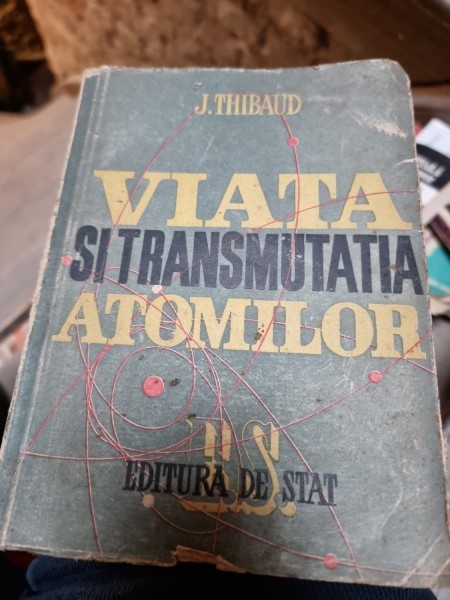 J. THIBAUD
VIATA
SI TRANSMUTATIA
ATOMILOR
E.S.
EDITURA DE STAT